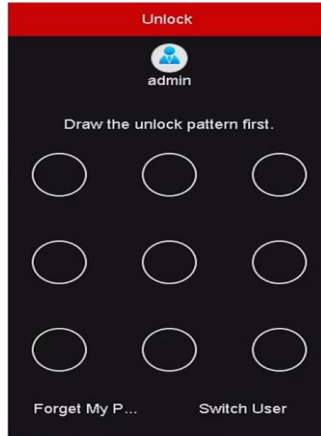 Unlock
admin
Draw the unlock pattern first.
Forget My P...
Switch User